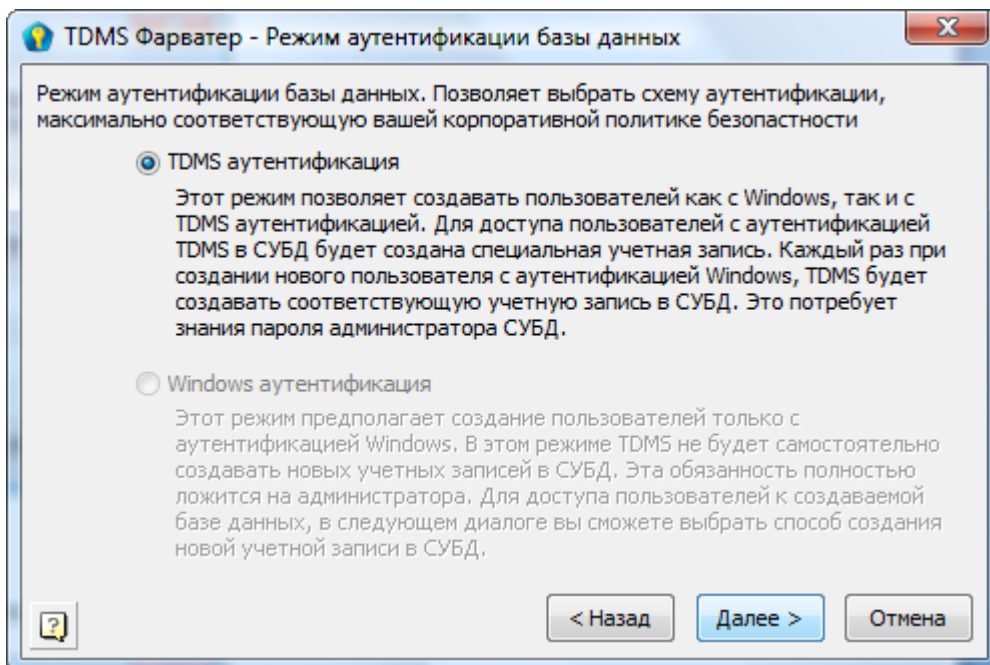 TDMS Фарватер - Режим аутентификации базы данных
Режим аутентификации базы данных. Позволяет выбрать схему аутентификации,
максимально соответствующую вашей корпоративной политике безопастности
TDMS аутентификация
Этот режим позволяет создавать пользователей как с Windows, так и с
TDMS аутентификацией. Для доступа пользователей с аутентификацией
TDMS в СУБД будет создана специальная учетная запись. Каждый раз при
создании нового пользователя с аутентификацией Windows, TDMS будет
создавать соответствующую учетную запись в СУБД. Это потребует
знания пароля администратора СУБД.
Windows аутентификация
Этот режим предполагает создание пользователей только с
аутентификацией Windows. В этом режиме TDMS не будет самостоятельно
создавать новых учетных записей в СУБД. Эта обязанность полностью
ложится на администратора. Для доступа пользователей к создаваемой
базе данных, в следующем диалоге вы сможете выбрать способ создания
новой учетной записи в СУБД.
< Назад
Далее >
Отмена